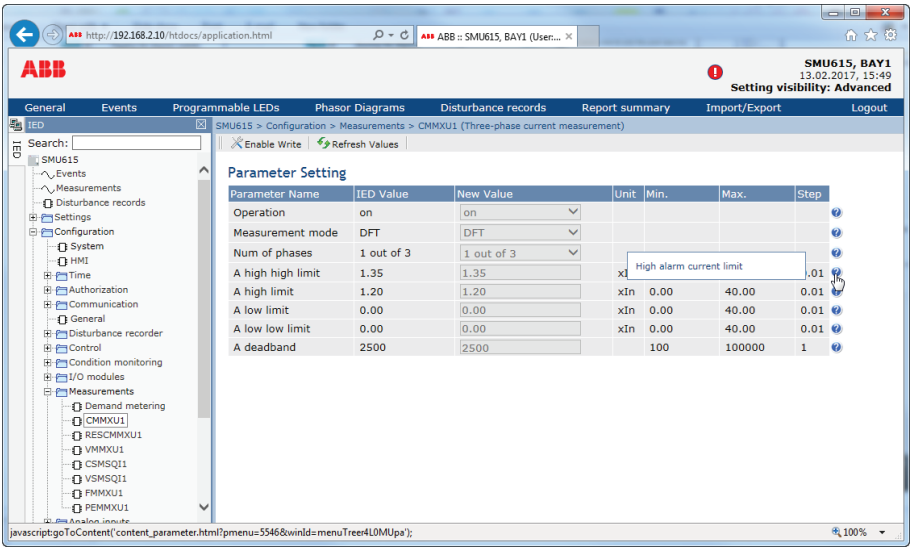 http://192.168.2.10/htdocs/application.html
ABB :: SMU615, BAY1 (User:...
ABB
SMU615, BAY1
13.02.2017, 15:49
Setting visibility: Advanced
General Events Programmable LEDs Phasor Diagrams Disturbance records Report summary Import/Export Logout
IED
SMU615 > Configuration > Measurements > CMMXU1 (Three-phase current measurement)
IED
Search:
Enable Write Refresh Values
SMU615
Events
Measurements
Disturbance records
Settings
Configuration
System
HMI
Time
Authorization
Communication
General
Disturbance recorder
Control
Condition monitoring
I/O modules
Measurements
Demand metering
CMMXU1
RESCMMXU1
VMMXU1
CSMSQI1
VSMSQI1
FMMXU1
PEMMXU1
Analog inputs
Parameter Setting
Parameter Name IED Value New Value Unit Min. Max. Step
Operation on on
Measurement mode DFT DFT
Num of phases 1 out of 3 1 out of 3
High alarm current limit
A high high limit 1.35 1.35 .01
A high limit 1.20 1.20 xIn 0.00 40.00 0.01
A low limit 0.00 0.00 xIn 0.00 40.00 0.01
A low low limit 0.00 0.00 xIn 0.00 40.00 0.01
A deadband 2500 2500 100 100000 1
javascript:goToContent('content_parameter.html?pmenu=5546&winId=menuTreer4L0MUpa');
100%